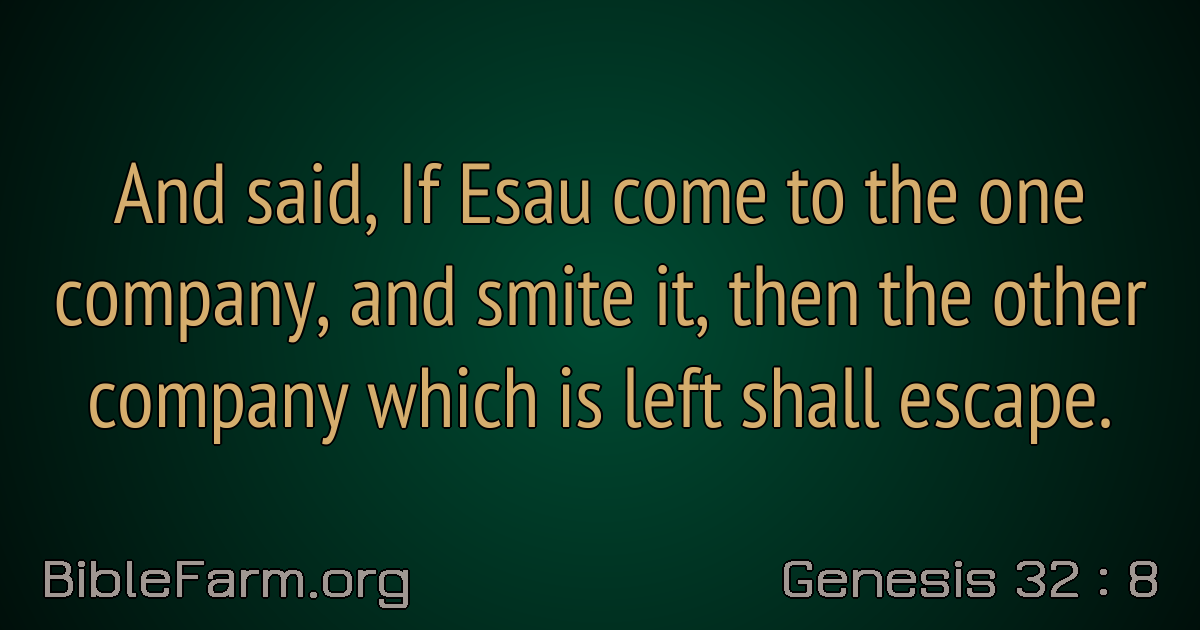 And said, If Esau come to the one
company, and smite it, then the other
company which is left shall escape.
BibleFarm.org
Genesis 32 : 8